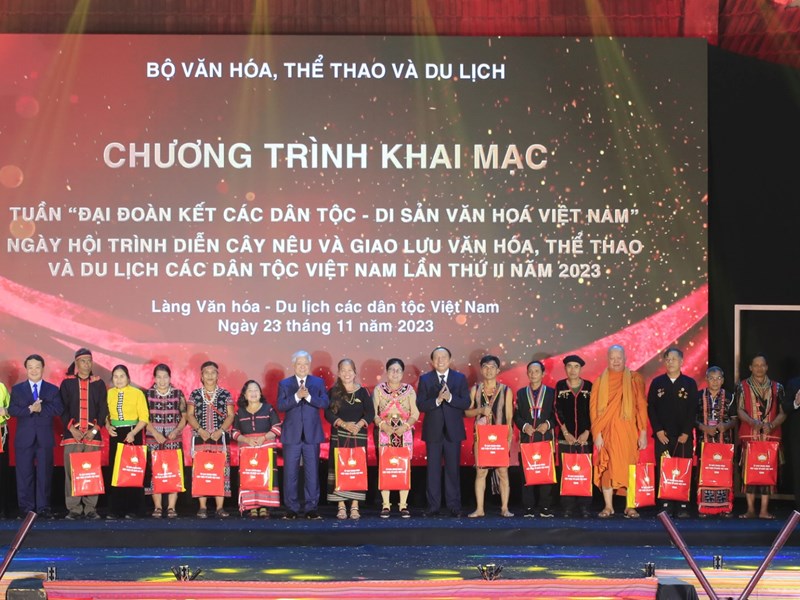 BỘ VĂN HÓA, THỂ THAO VÀ DU LỊCH
CHƯƠNG TRÌNH KHAI MẠC
TUẦN “ĐẠI ĐOÀN KẾT CÁC DÂN TỘC - DI SẢN VĂN HOÁ VIỆT NAM”
NGÀY HỘI TRÌNH DIỄN CÂY NÊU VÀ GIAO LƯU VĂN HÓA, THỂ THAO
VÀ DU LỊCH CÁC DÂN TỘC VIỆT NAM LẦN THỨ II NĂM 2023
Làng Văn hóa - Du lịch các dân tộc Việt Nam
Ngày 23 tháng 11 năm 2023